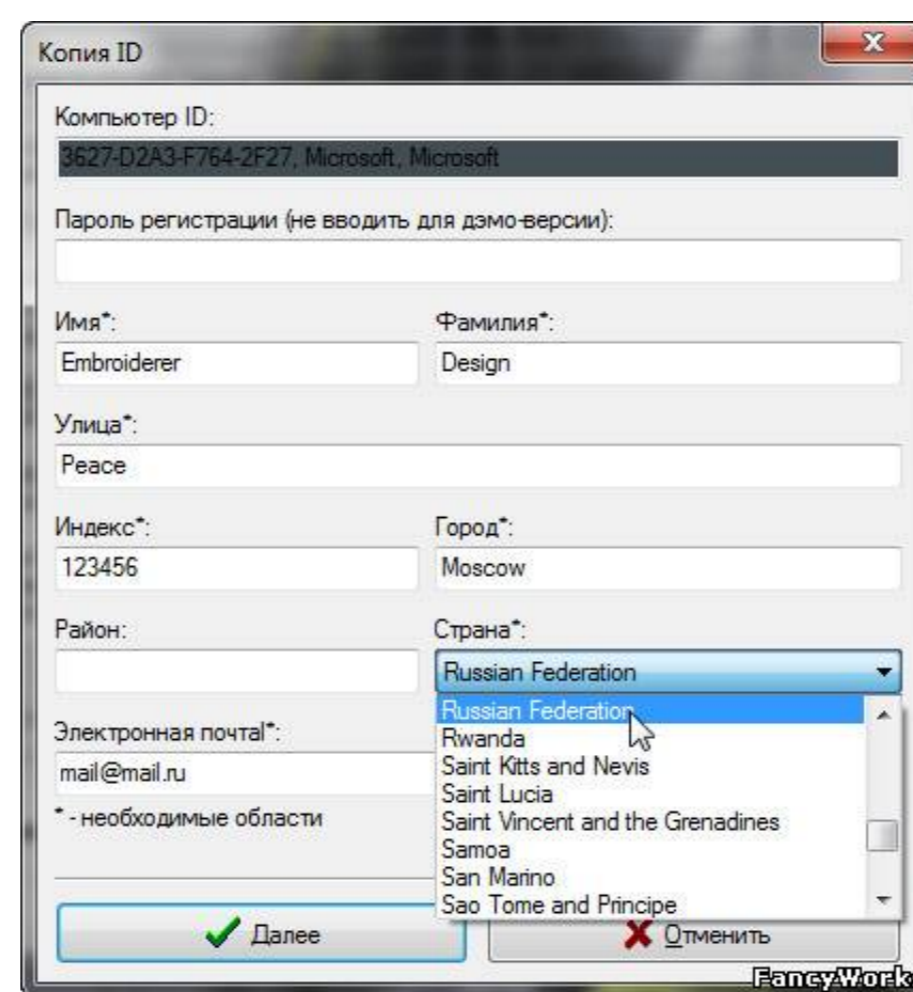 Копия ID
Компьютер ID:
3627-D2A3-F764-2F27, Microsoft, Microsoft
Пароль регистрации (не вводить для дэмо-версии):
Имя*: Фамилия*:
Embroiderer Design
Улица*:
Peace
Индекс*: Город*:
123456 Moscow
Район: Страна*:
Russian Federation
Russian Federation
Электронная почтаl*: Rwanda
Saint Kitts and Nevis
mail@mail.ru Saint Lucia
* - необходимые области Saint Vincent and the Grenadines
Samoa
San Marino
Sao Tome and Principe
Далее Отменить
FancyWork